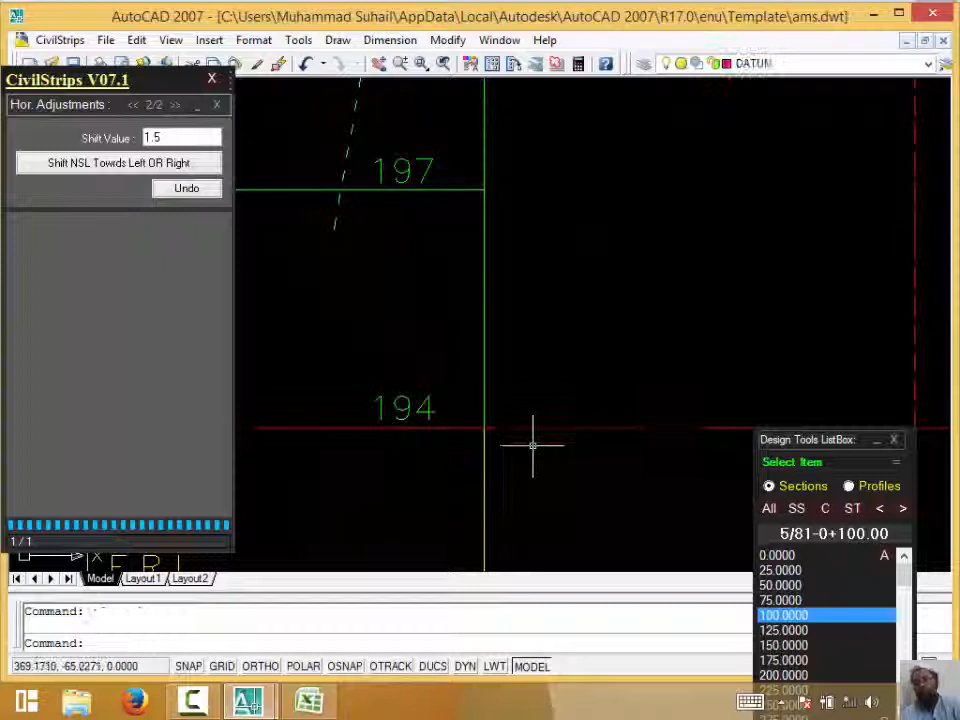 AutoCAD 2007 - [C:\Users\Muhammad Suhail\AppData\Local\Autodesk\AutoCAD 2007\R17.0\enu\Template\ams.dwt]
CivilStrips File Edit View Insert Format Tools Draw Dimension Modify Window Help
DATUM
CivilStrips V07.1 X
Hor. Adjustments : << 2/2 >> _ X
Shift Value : 1.5
Shift NSL Towrds Left OR Right
Undo
197
194
1 / 1
X
E R
Model Layout1 Layout2
Command:
Command:
369.1710, -65.2271, 0.0000 SNAP GRID ORTHO POLAR OSNAP OTRACK DUCS DYN LWT MODEL
Design Tools ListBox: _ X
Select Item =
Sections Profiles
All SS C ST < >
5/81-0+100.00
0.0000 A
25.0000
50.0000
75.0000
100.0000
125.0000
150.0000
175.0000
200.0000
225.0000